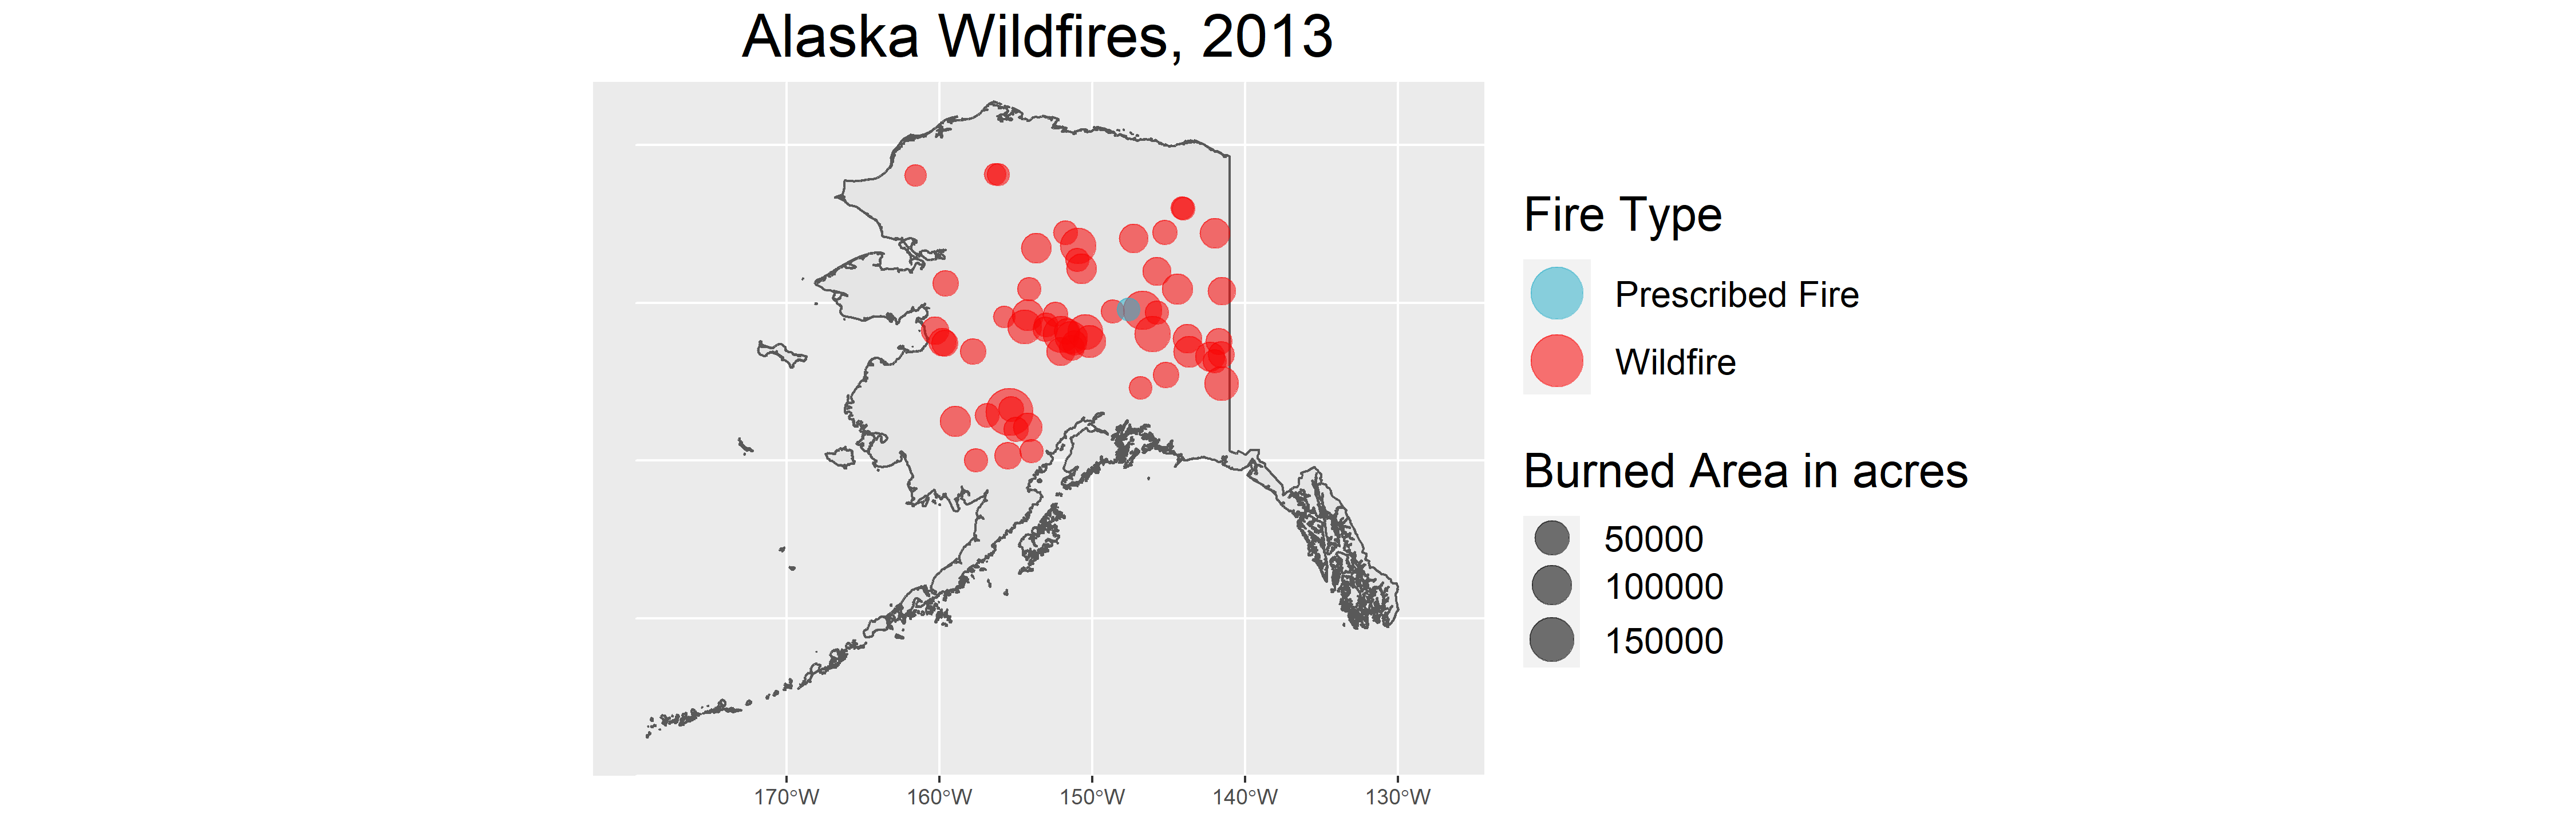 Alaska Wildfires, 2013
Fire Type
Prescribed Fire
Wildfire
Burned Area in acres
50000
100000
150000
170°W 160°W 150°W 140°W 130°W